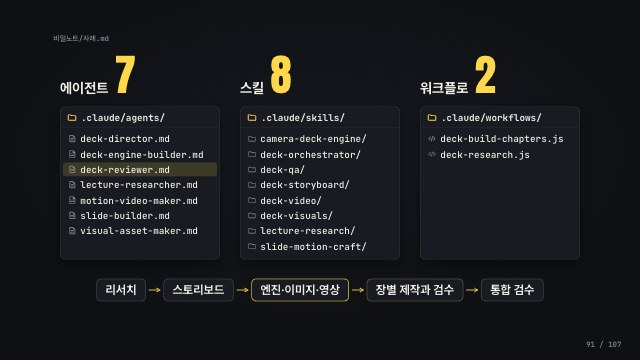 비밀노트/사례.md
에이전트 7
.claude/agents/
deck-director.md
deck-engine-builder.md
deck-reviewer.md
lecture-researcher.md
motion-video-maker.md
slide-builder.md
visual-asset-maker.md
스킬 8
.claude/skills/
camera-deck-engine/
deck-orchestrator/
deck-qa/
deck-storyboard/
deck-video/
deck-visuals/
lecture-research/
slide-motion-craft/
워크플로 2
.claude/workflows/
deck-build-chapters.js
deck-research.js
리서치 → 스토리보드 → 엔진·이미지·영상 → 장별 제작과 검수 → 통합 검수
91 / 107